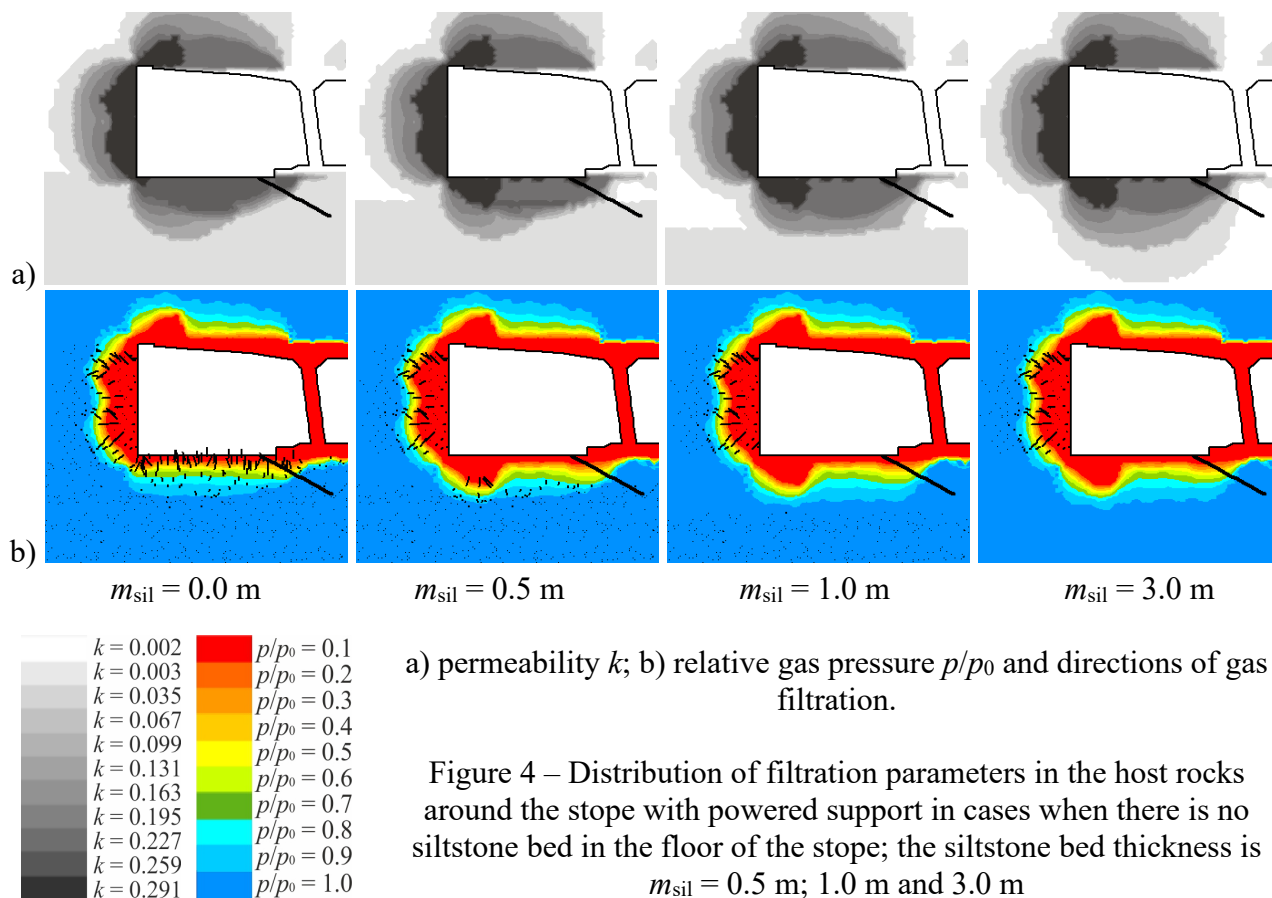 a)
b)
m_sil = 0.0 m
m_sil = 0.5 m
m_sil = 1.0 m
m_sil = 3.0 m
k = 0.002
k = 0.003
k = 0.035
k = 0.067
k = 0.099
k = 0.131
k = 0.163
k = 0.195
k = 0.227
k = 0.259
k = 0.291
p/p₀ = 0.1
p/p₀ = 0.2
p/p₀ = 0.3
p/p₀ = 0.4
p/p₀ = 0.5
p/p₀ = 0.6
p/p₀ = 0.7
p/p₀ = 0.8
p/p₀ = 0.9
p/p₀ = 1.0
a) permeability k; b) relative gas pressure p/p₀ and directions of gas
filtration.
Figure 4 – Distribution of filtration parameters in the host rocks
around the stope with powered support in cases when there is no
siltstone bed in the floor of the stope; the siltstone bed thickness is
m_sil = 0.5 m; 1.0 m and 3.0 m